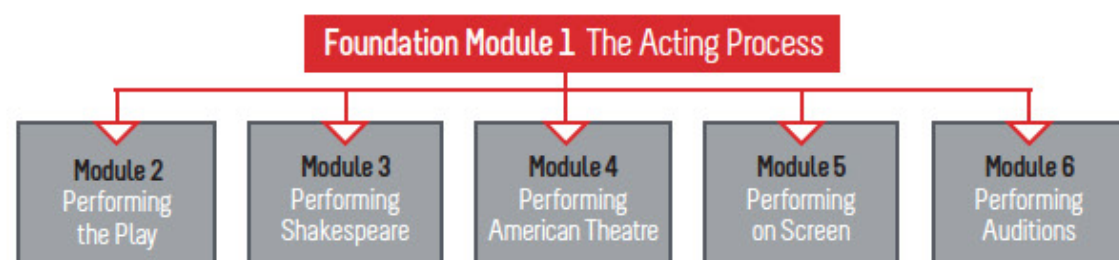 Foundation Module 1 The Acting Process
Module 2
Performing
the Play
Module 3
Performing
Shakespeare
Module 4
Performing
American Theatre
Module 5
Performing
on Screen
Module 6
Performing
Auditions